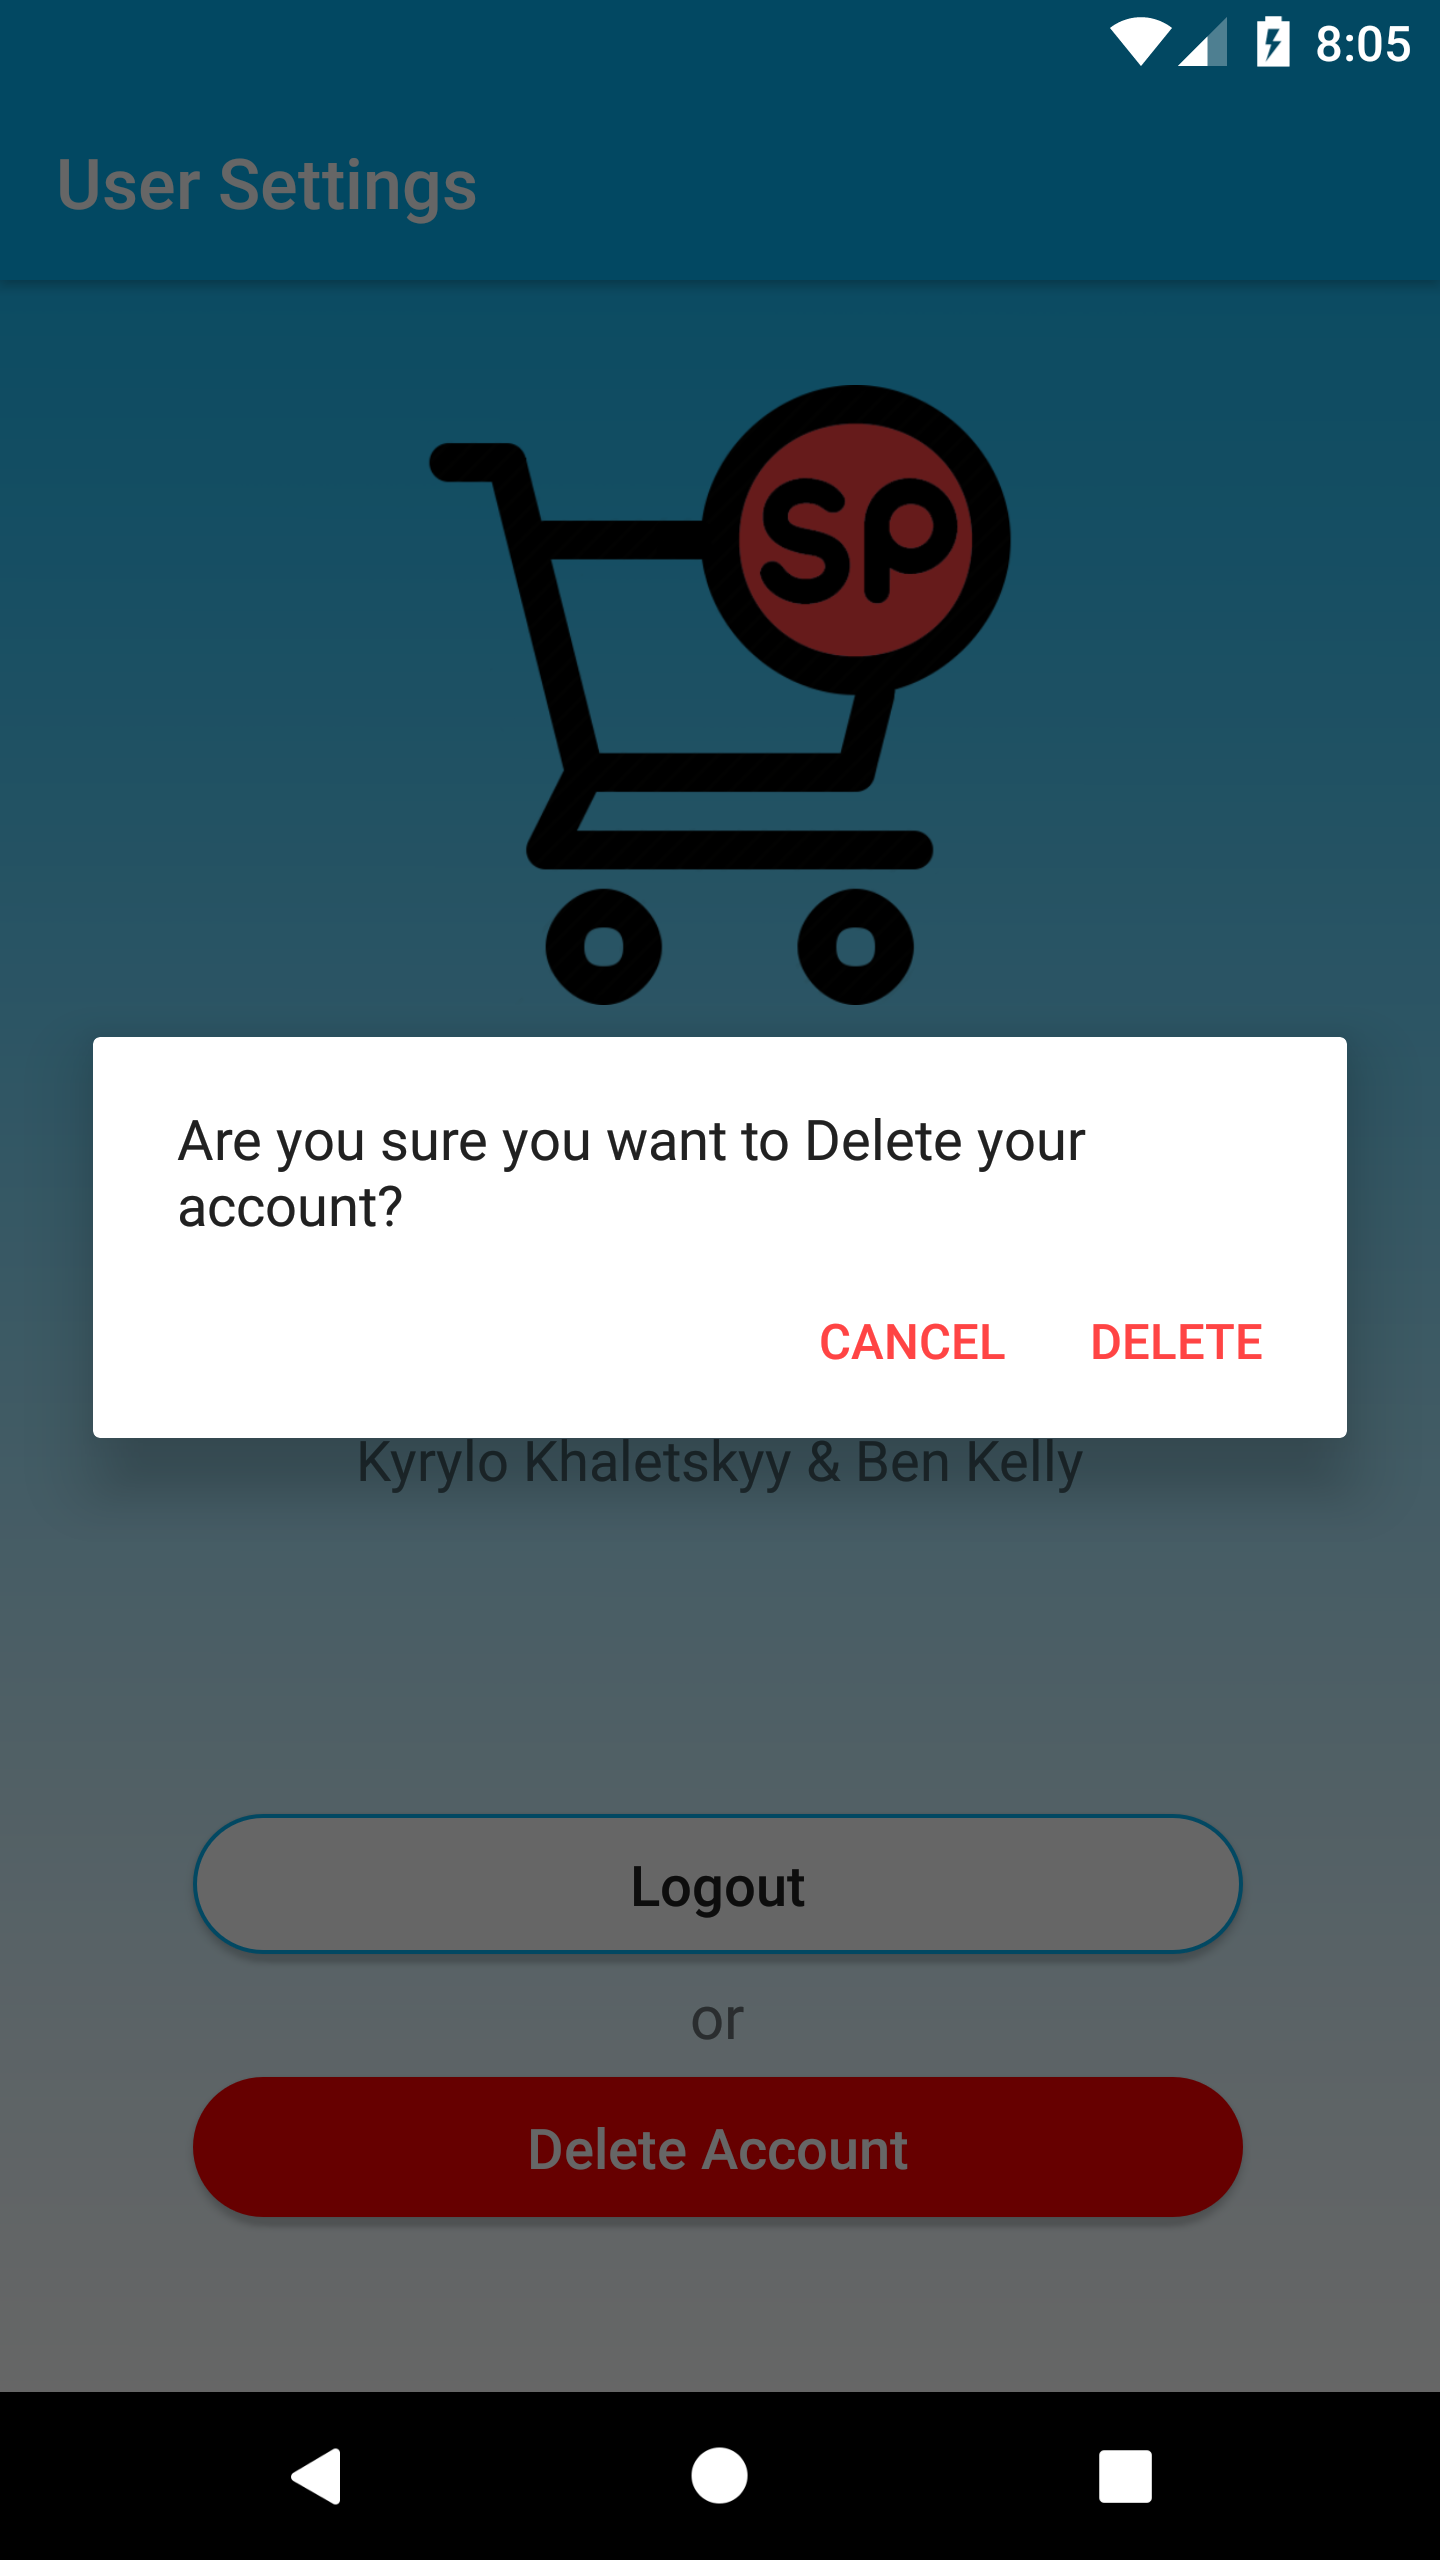 8:05
User Settings
SP
Are you sure you want to Delete your
account?
CANCEL DELETE
Kyrylo Khaletskyy & Ben Kelly
Logout
or
Delete Account